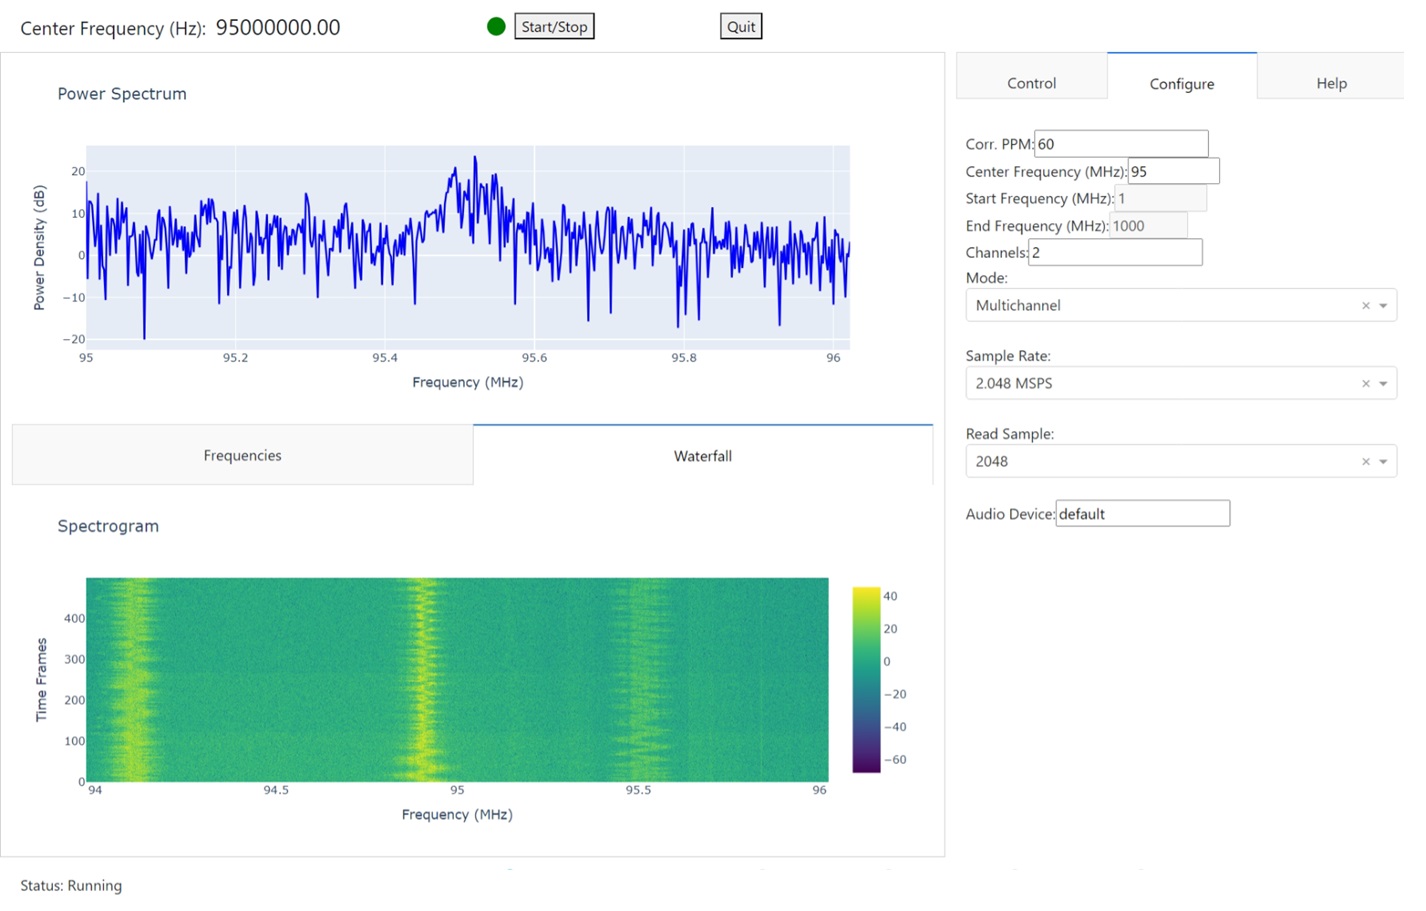 Center Frequency (Hz): 95000000.00 Start/Stop Quit
Control Configure Help
Power Spectrum
Power Density (dB)
20
10
0
−10
−20
95 95.2 95.4 95.6 95.8 96
Frequency (MHz)
Frequencies Waterfall
Spectrogram
Time Frames
400
300
200
100
0
94 94.5 95 95.5 96
Frequency (MHz)
40
20
0
−20
−40
−60
Corr. PPM: 60
Center Frequency (MHz): 95
Start Frequency (MHz): 1
End Frequency (MHz): 1000
Channels: 2
Mode:
Multichannel
Sample Rate:
2.048 MSPS
Read Sample:
2048
Audio Device: default
Status: Running